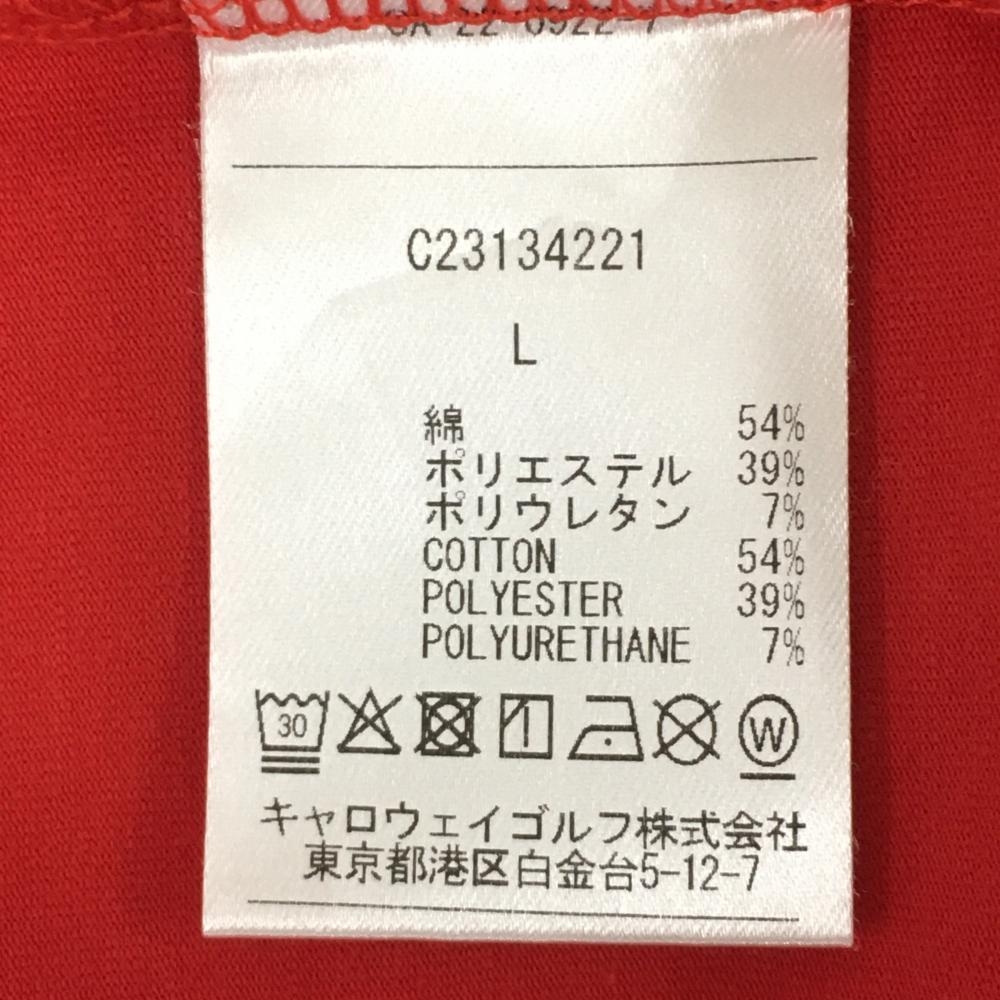 C23134221
L
綿 54%
ポリエステル 39%
ポリウレタン 7%
COTTON 54%
POLYESTER 39%
POLYURETHANE 7%
30 W
キャロウェイゴルフ株式会社
東京都港区白金台5-12-7